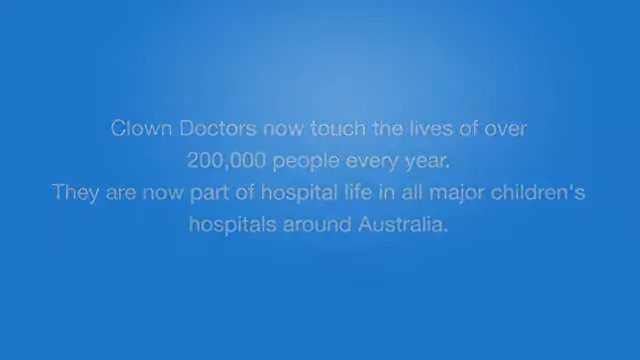 Clown Doctors now touch the lives of over
200,000 people every year.
They are now part of hospital life in all major children's
hospitals around Australia.